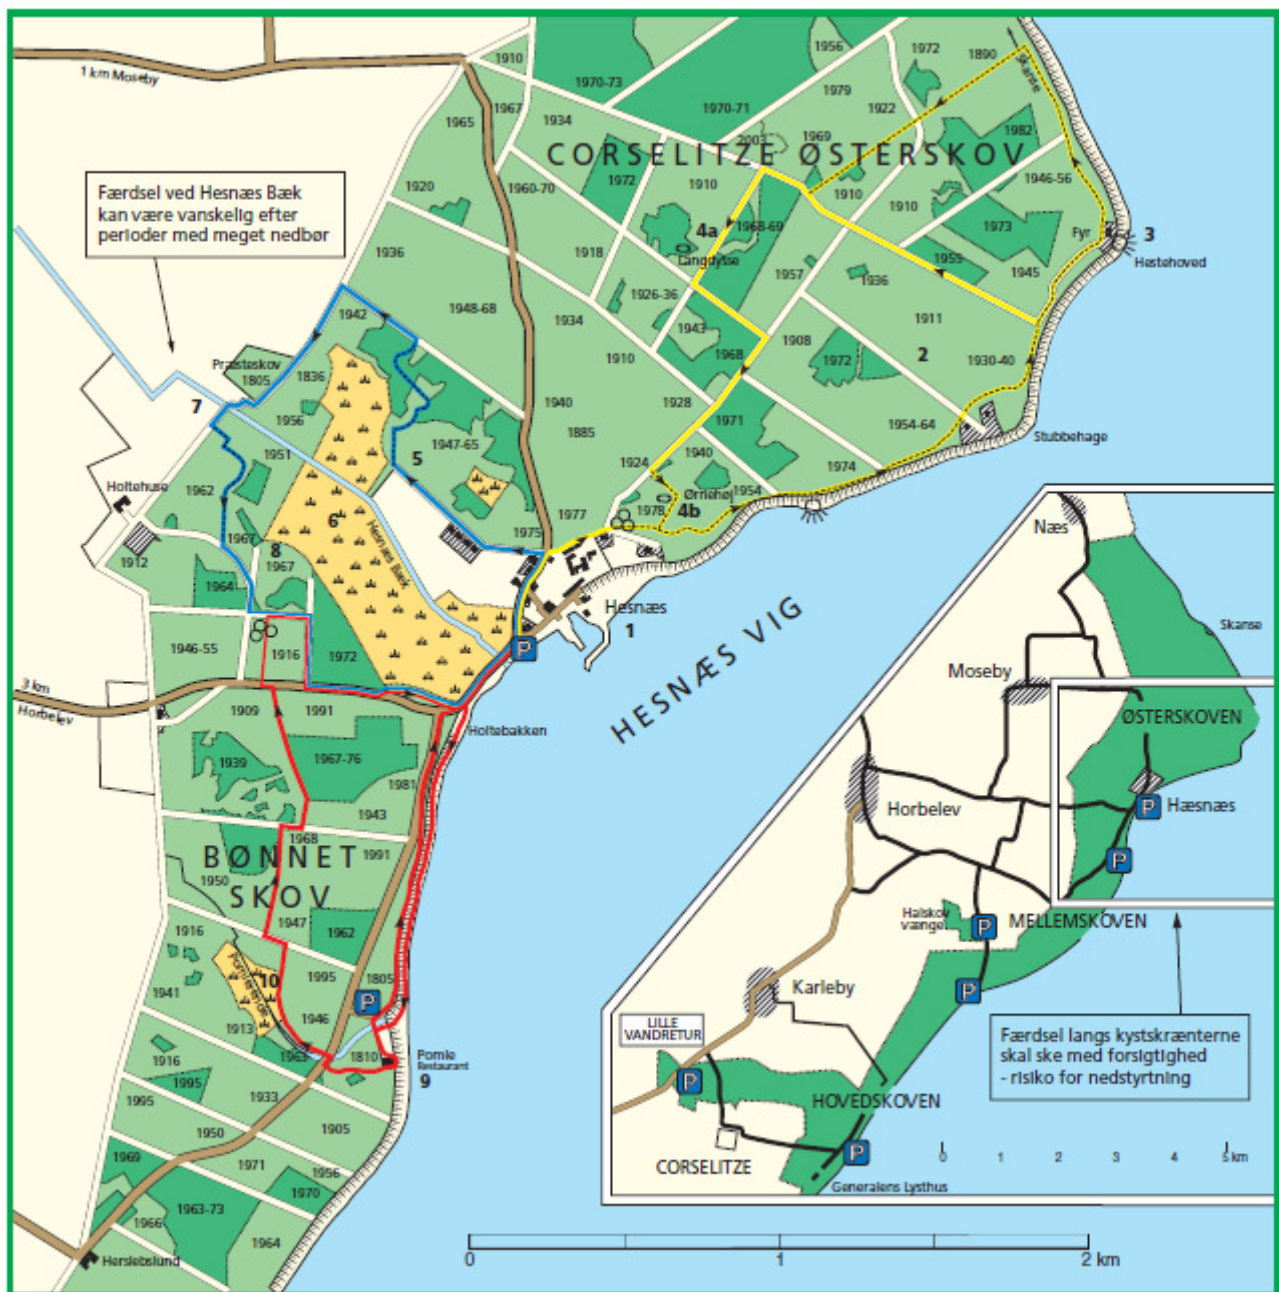 1 km Moseby
1910
1970-73
1956
1972
1890
Skanse
1967
1970-71
1979
1922
1965
1934
2003
1969
1982
CORSELITZE ØSTERSKOV
Færdsel ved Hesnæs Bæk
kan være vanskelig efter
perioder med meget nedbør
1920
1960-70
1972
1910
1910
1910
1946-56
4a
1968-69
1973
Fyr
3
Hestehoved
1936
1918
Langdysse
1957
1936
1955
1945
1942
1948-68
1934
1926-36
1943
1911
1908
2
1910
1968
1972
1930-40
Præsteskov
1805
1836
7
1956
1940
1928
1885
1971
1954-64
Stubbehage
1951
1947-65
5
1924
1940
1974
Holtehuse
1962
6
Hesnæs Bæk
Ørnehøj
1954
1978
4b
1975
1977
1967
8
1967
1912
1964
Hesnæs
1
1946-55
1916
1972
HESNÆS VIG
3 km
Horbelev
1909
1991
Holtebakken
1939
1967-76
1981
1943
1968
1991
BØNNET
SKOV
1950
1947
1962
1916
1995
1805
10
Pomlerende
1941
1946
1913
1963
1810
Pomle
Restaurant
9
1916
1995
1995
1933
1905
1950
1971
1956
1969
1970
1963-73
1966
1964
Herslebslund
0
1
2 km
Næs
Skanse
Moseby
ØSTERSKOVEN
Horbelev
Hæsnæs
Halskov
vænge
MELLEMSKOVEN
Karleby
LILLE
VANDRETUR
Færdsel langs kystskrænterne
skal ske med forsigtighed
- risiko for nedstyrtning
HOVEDSKOVEN
CORSELITZE
0 1 2 3 4 5 km
Generalens Lysthus
P
P
P
P
P
P
P
P